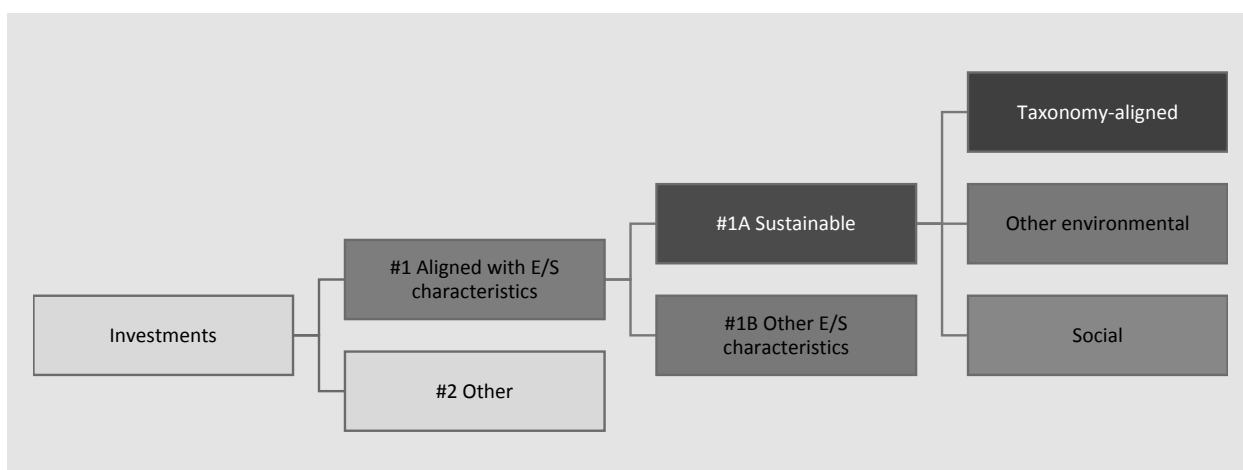 Investments
#1 Aligned with E/S
characteristics
#2 Other
#1A Sustainable
#1B Other E/S
characteristics
Taxonomy-aligned
Other environmental
Social